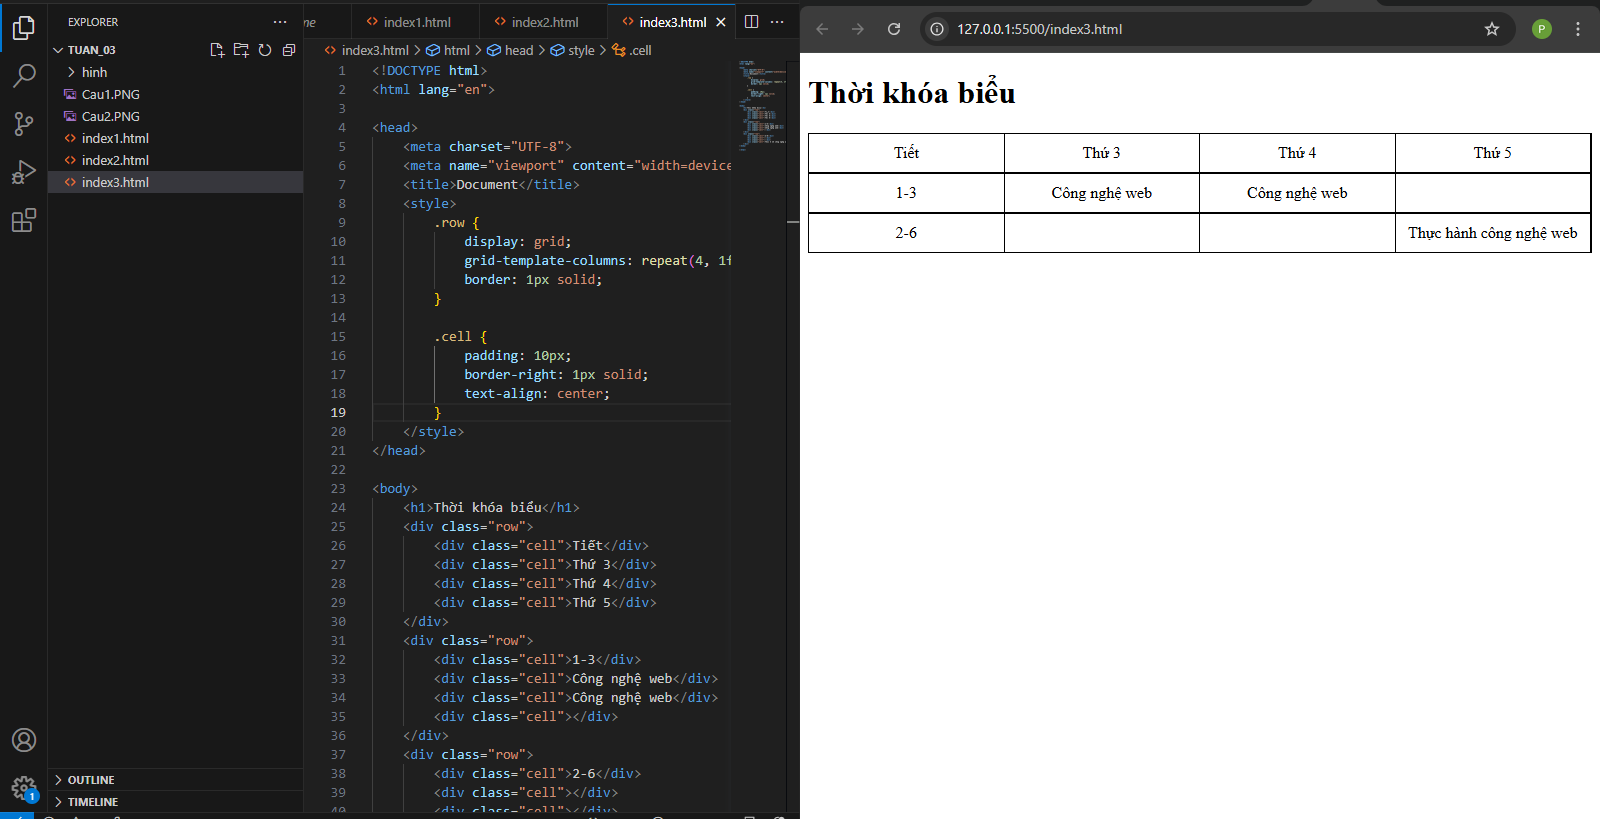 EXPLORER
TUAN_03
hinh
Cau1.PNG
Cau2.PNG
index1.html
index2.html
index3.html
OUTLINE
TIMELINE
1
index1.html
index2.html
index3.html
index3.html > html > head > style > .cell
1 <!DOCTYPE html>
2 <html lang="en">
3
4 <head>
5 <meta charset="UTF-8">
6 <meta name="viewport" content="width=device
7 <title>Document</title>
8 <style>
9 .row {
10 display: grid;
11 grid-template-columns: repeat(4, 1f
12 border: 1px solid;
13 }
14
15 .cell {
16 padding: 10px;
17 border-right: 1px solid;
18 text-align: center;
19 }
20 </style>
21 </head>
22
23 <body>
24 <h1>Thời khóa biểu</h1>
25 <div class="row">
26 <div class="cell">Tiết</div>
27 <div class="cell">Thứ 3</div>
28 <div class="cell">Thứ 4</div>
29 <div class="cell">Thứ 5</div>
30 </div>
31 <div class="row">
32 <div class="cell">1-3</div>
33 <div class="cell">Công nghệ web</div>
34 <div class="cell">Công nghệ web</div>
35 <div class="cell"></div>
36 </div>
37 <div class="row">
38 <div class="cell">2-6</div>
39 <div class="cell"></div>
40 <div class="cell"></div>
127.0.0.1:5500/index3.html
P
Thời khóa biểu
Tiết Thứ 3 Thứ 4 Thứ 5
1-3 Công nghệ web Công nghệ web
2-6 Thực hành công nghệ web